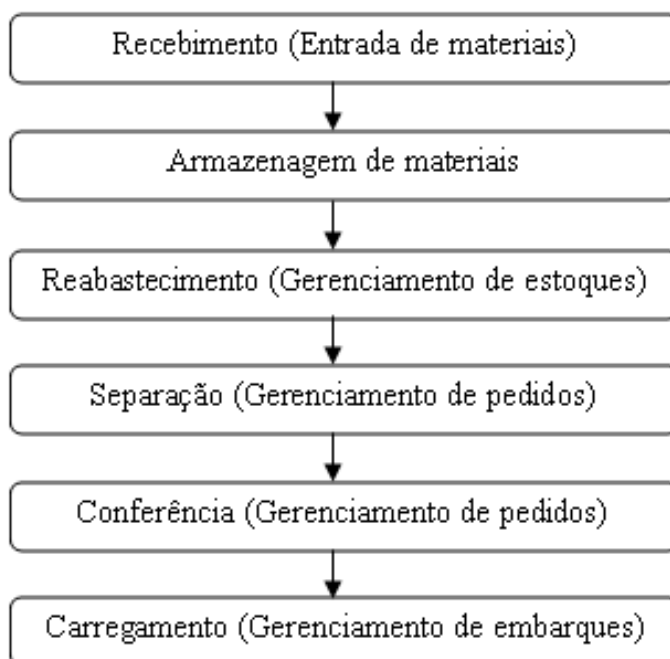 Recebimento (Entrada de materiais)
Armazenagem de materiais
Reabastecimento (Gerenciamento de estoques)
Separação (Gerenciamento de pedidos)
Conferência (Gerenciamento de pedidos)
Carregamento (Gerenciamento de embarques)